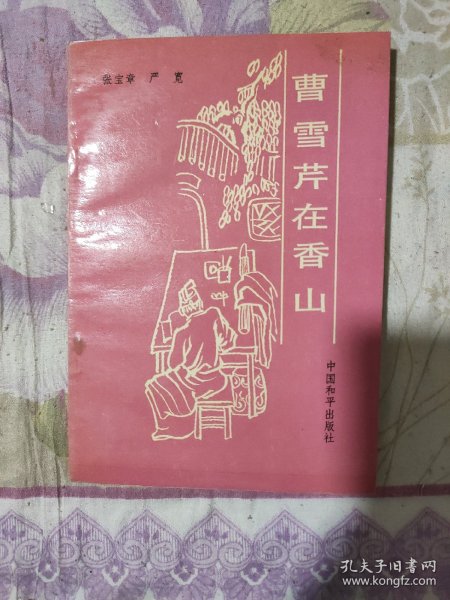 张宝章 严宽
曹雪芹在香山
中国和平出版社
孔夫子旧书网
www.kongfz.com